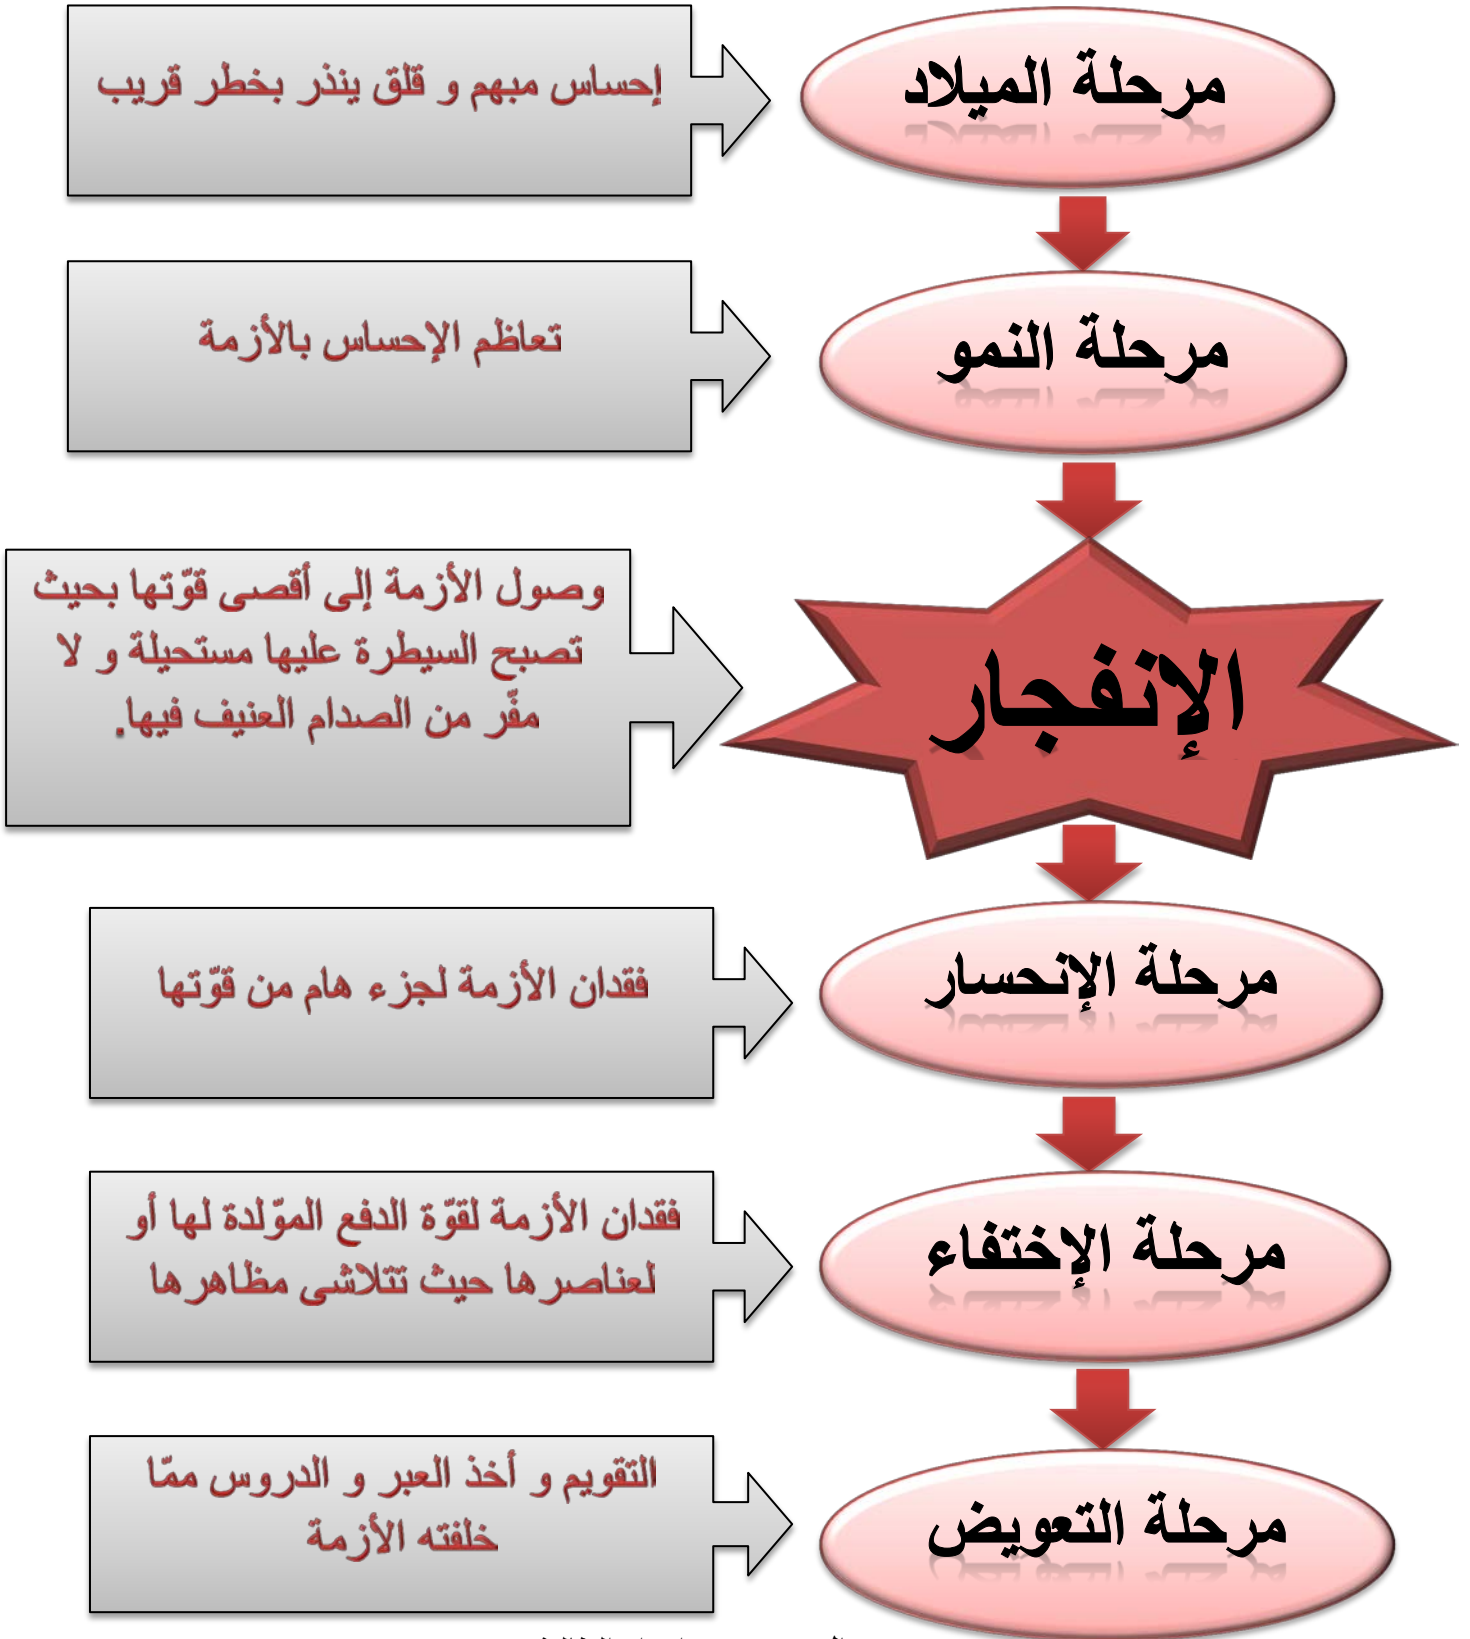 مرحلة الميلاد
إحساس مبهم و قلق ينذر بخطر قريب
مرحلة النمو
تعاظم الإحساس بالأزمة
الإنفجار
وصول الأزمة إلى أقصى قوّتها بحيث
تصبح السيطرة عليها مستحيلة و لا
مفّر من الصدام العنيف فيها.
مرحلة الإنحسار
فقدان الأزمة لجزء هام من قوّتها
مرحلة الإختفاء
فقدان الأزمة لقوّة الدفع الموّلدة لها أو
لعناصرها حيث تتلاشى مظاهرها
مرحلة التعويض
التقويم و أخذ العبر و الدروس ممّا
خلفته الأزمة